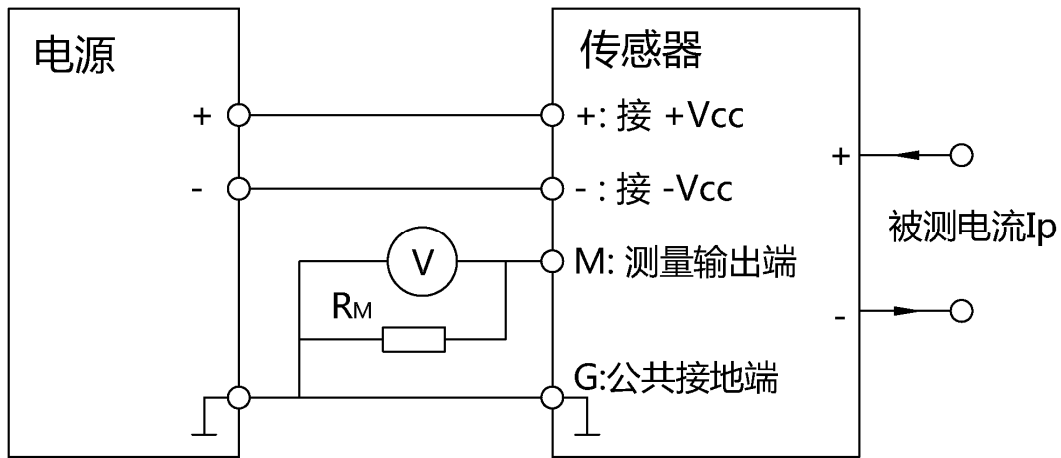 电源
传感器
+
+: 接 +Vcc
+
-
- : 接 -Vcc
被测电流Ip
V
M: 测量输出端
RM
-
G:公共接地端